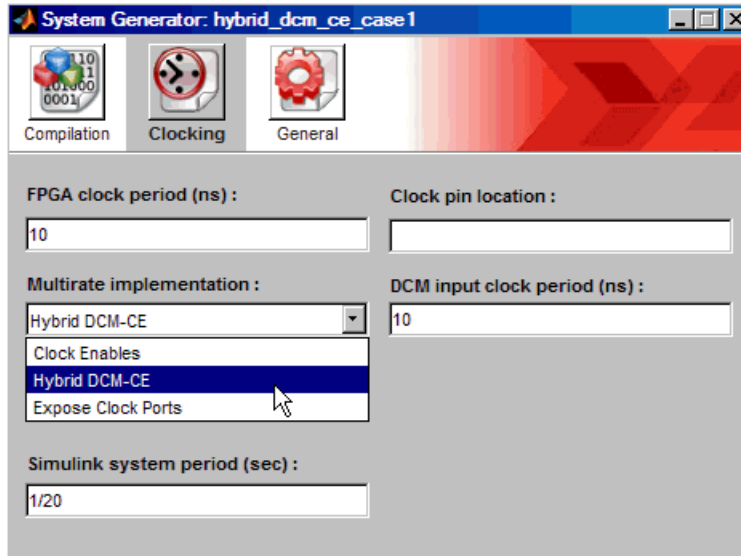 System Generator: hybrid_dcm_ce_case1
Compilation
Clocking
General
FPGA clock period (ns) :
Clock pin location :
10
Multirate implementation :
DCM input clock period (ns) :
Hybrid DCM-CE
10
Clock Enables
Hybrid DCM-CE
Expose Clock Ports
Simulink system period (sec) :
1/20